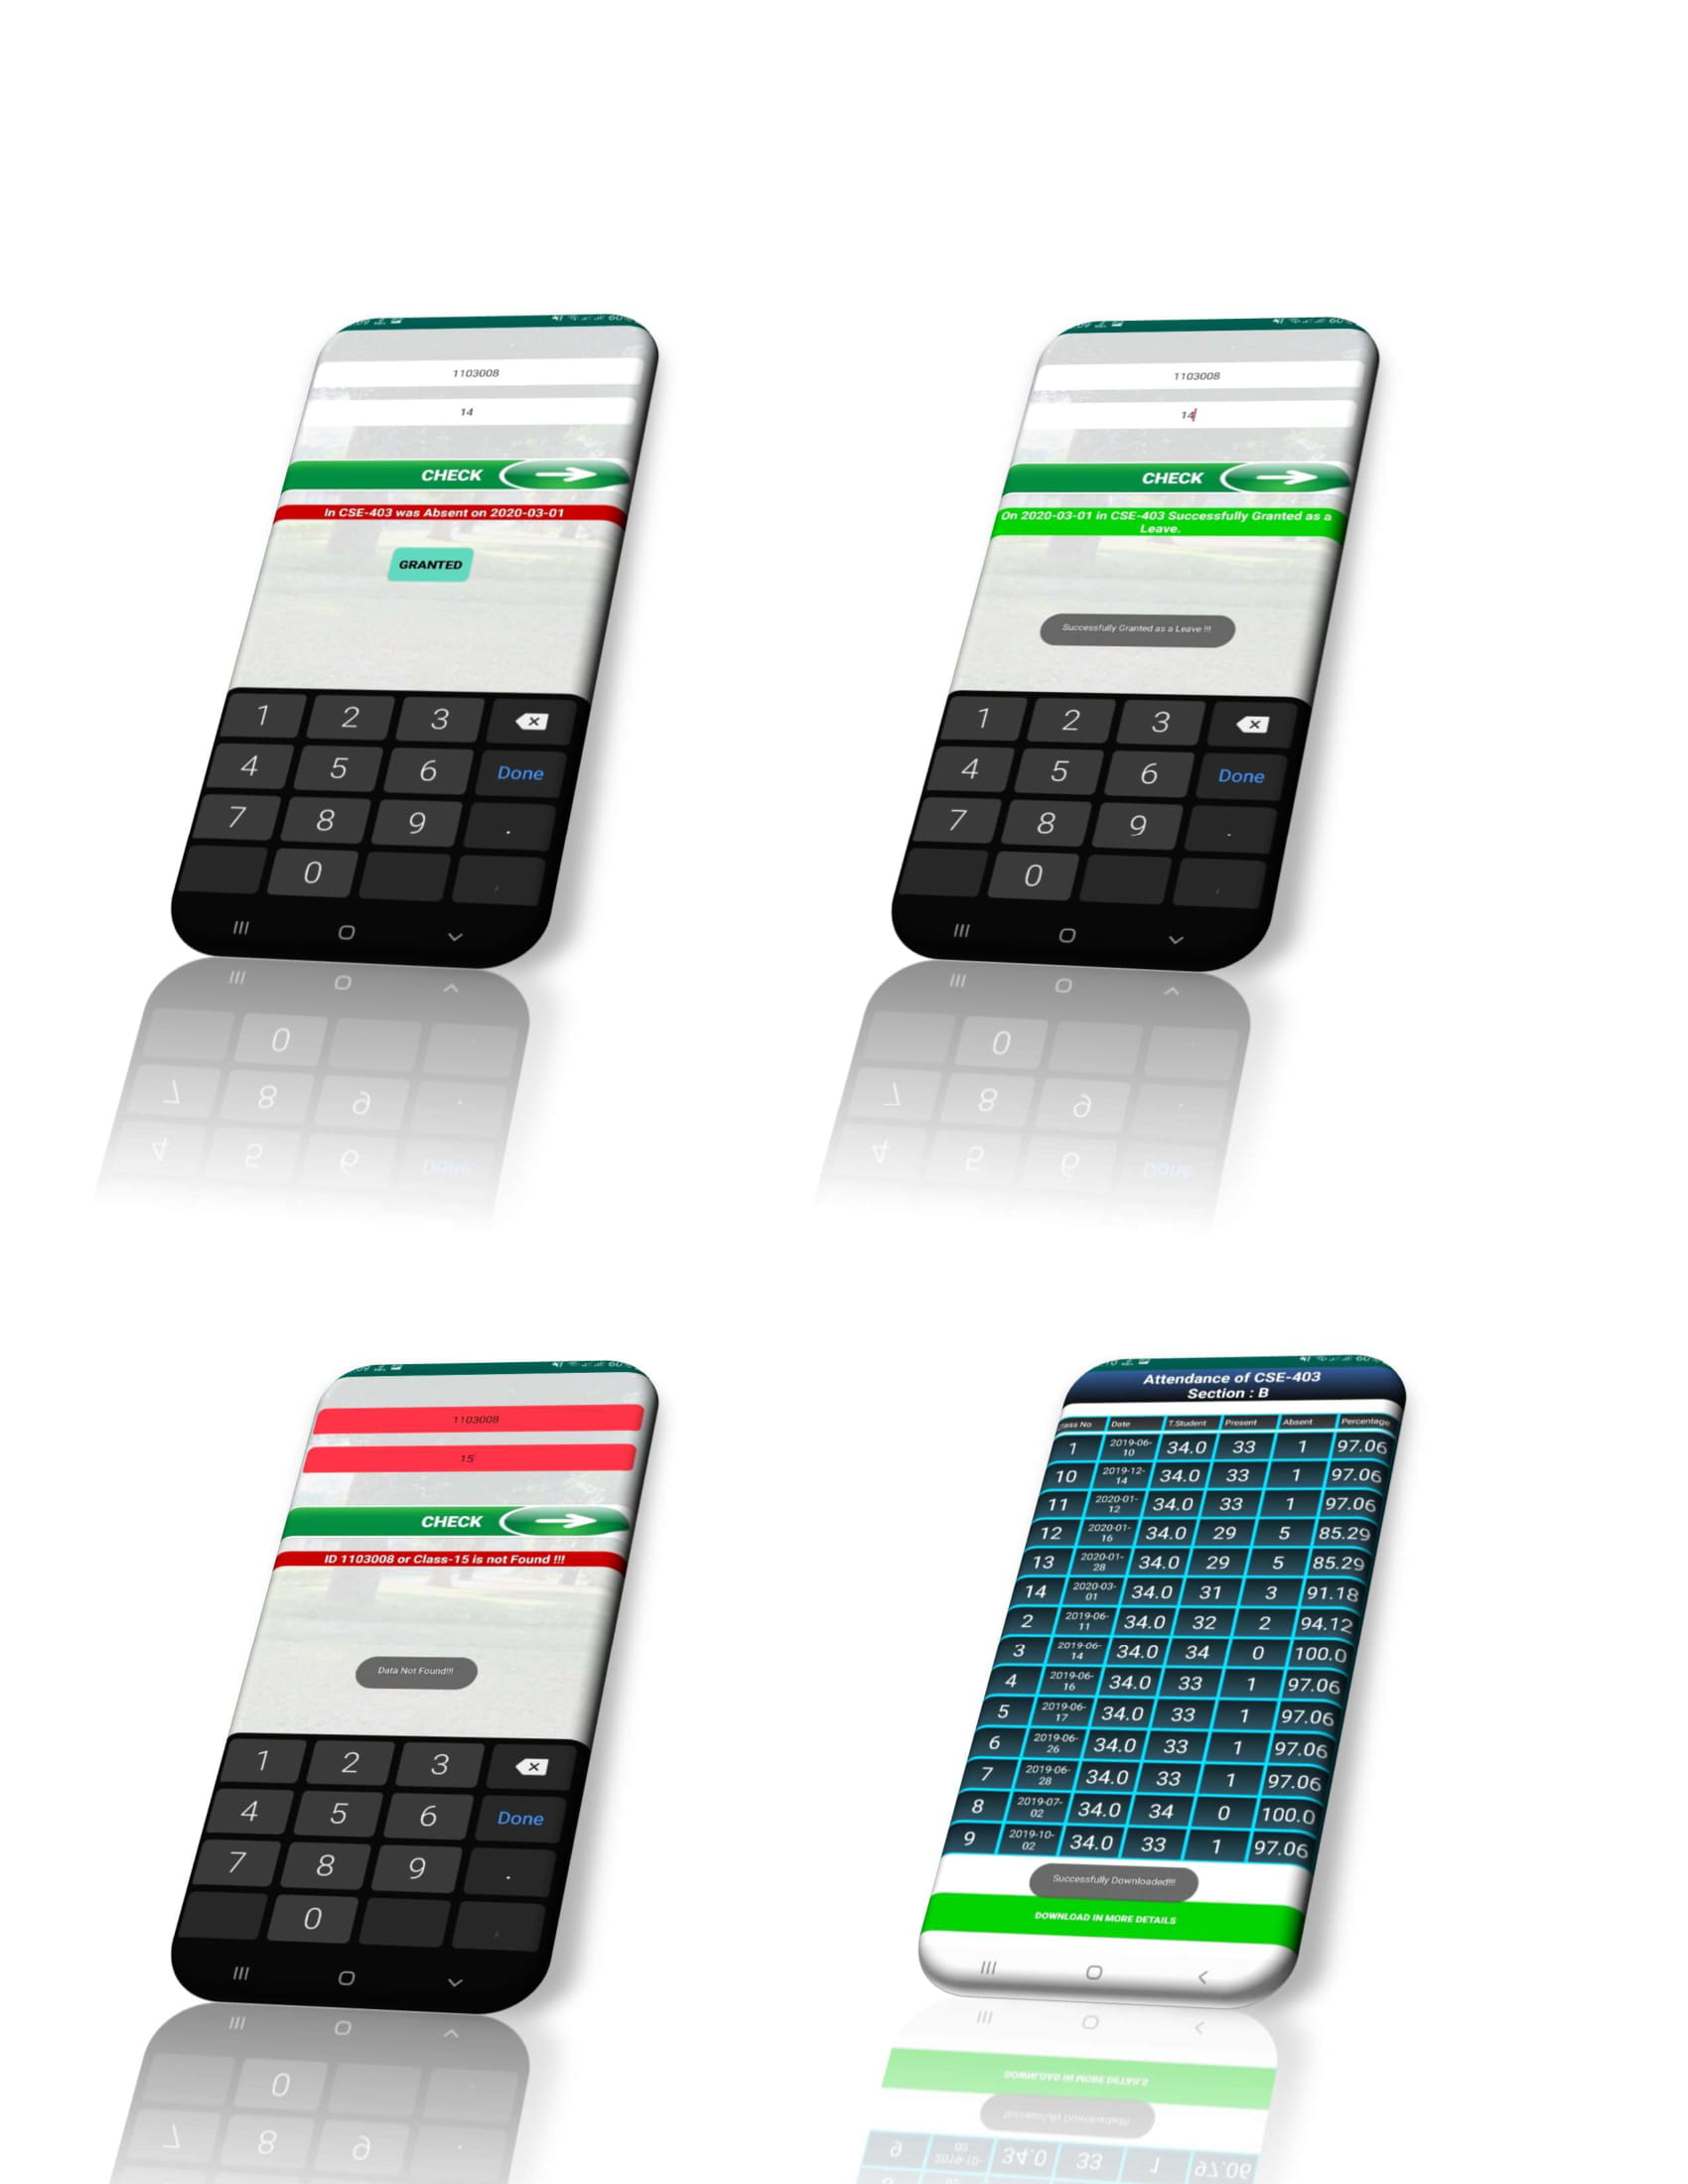 1103008
14
CHECK
In CSE-403 was Absent on 2020-03-01
GRANTED
1 2 3
4 5 6 Done
7 8 9 .
0 ,
1103008
14
CHECK
On 2020-03-01 in CSE-403 Successfully Granted as a
Leave.
Successfully Granted as a Leave !!!
1 2 3
4 5 6 Done
7 8 9 .
0 ,
1103008
15
CHECK
ID 1103008 or Class-15 is not Found !!!
Data Not Found!!!
1 2 3
4 5 6 Done
7 8 9 .
0 ,
Attendance of CSE-403
Section : B
No Date T.Student Present Absent Percentage
1 2019-06-10 34.0 33 1 97.06
10 2019-12-14 34.0 33 1 97.06
11 2020-01-12 34.0 33 1 97.06
12 2020-01-16 34.0 29 5 85.29
13 2020-01-28 34.0 29 5 85.29
14 2020-03-01 34.0 31 3 91.18
2 2019-06-11 34.0 32 2 94.12
3 2019-06-14 34.0 34 0 100.0
4 2019-06-16 34.0 33 1 97.06
5 2019-06-17 34.0 33 1 97.06
6 2019-06-26 34.0 33 1 97.06
7 2019-06-28 34.0 33 1 97.06
8 2019-07-02 34.0 34 0 100.0
9 2019-10-02 34.0 33 1 97.06
Successfully Downloaded!!!
DOWNLOAD IN MORE DETAILS